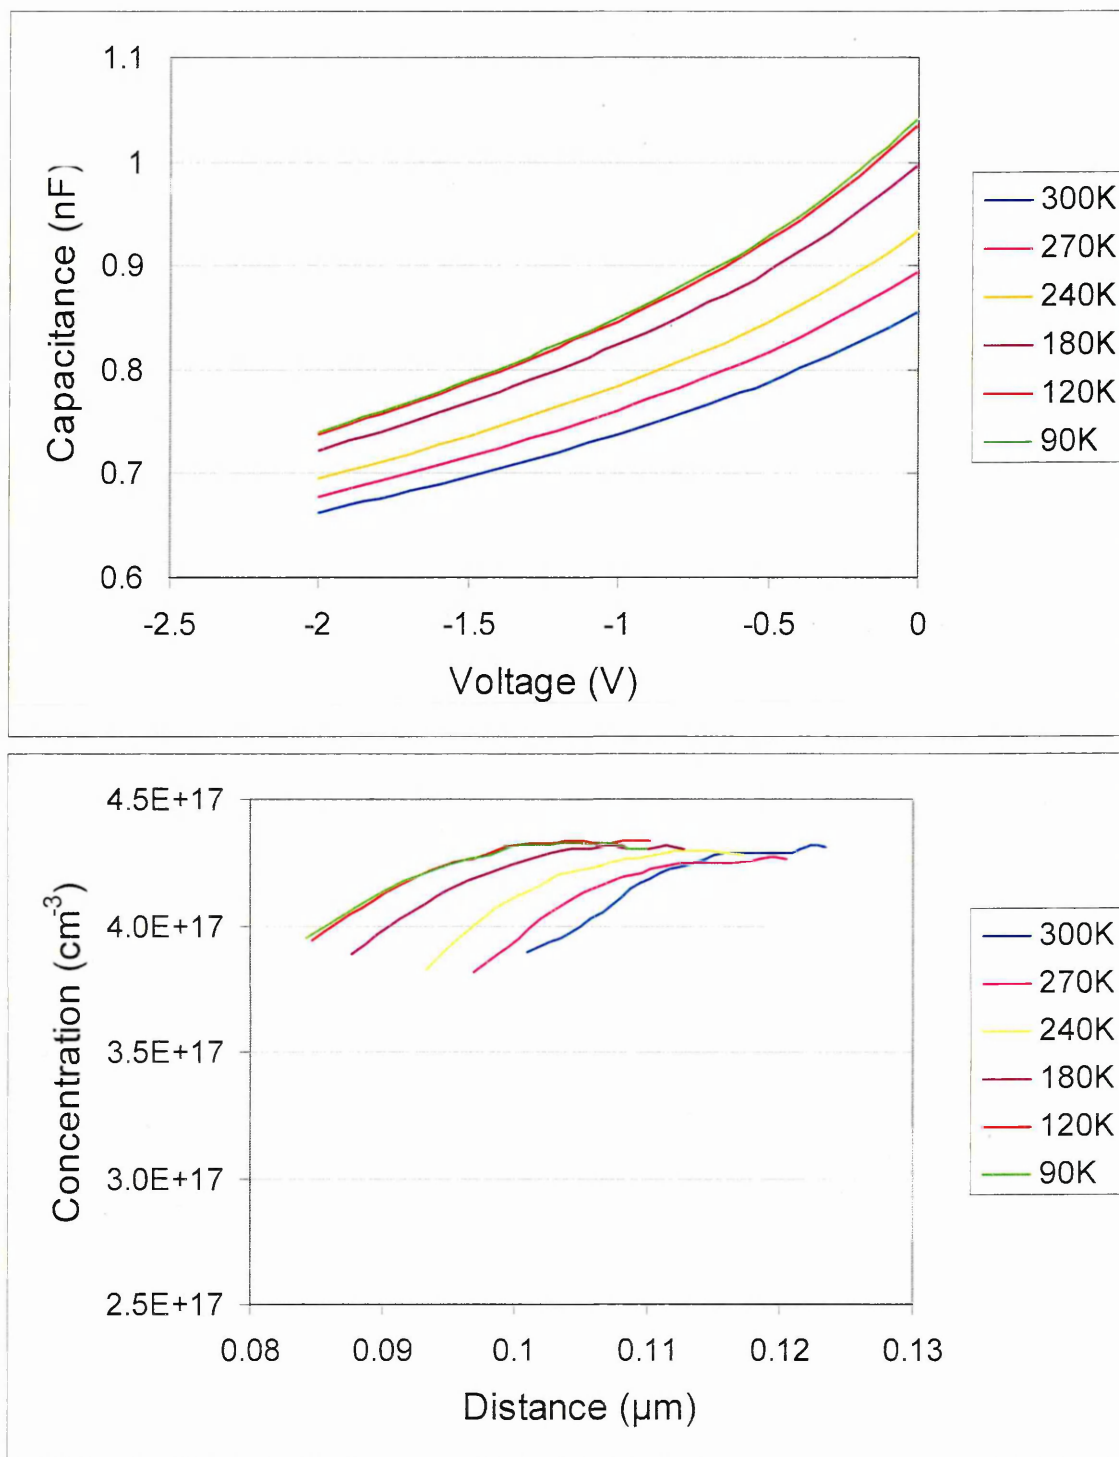 1.1
1
0.9
0.8
0.7
0.6
-2.5 -2 -1.5 -1 -0.5 0
Capacitance (nF)
Voltage (V)
300K
270K
240K
180K
120K
90K
4.5E+17
4.0E+17
3.5E+17
3.0E+17
2.5E+17
0.08 0.09 0.1 0.11 0.12 0.13
Concentration (cm-3)
Distance (µm)
300K
270K
240K
180K
120K
90K